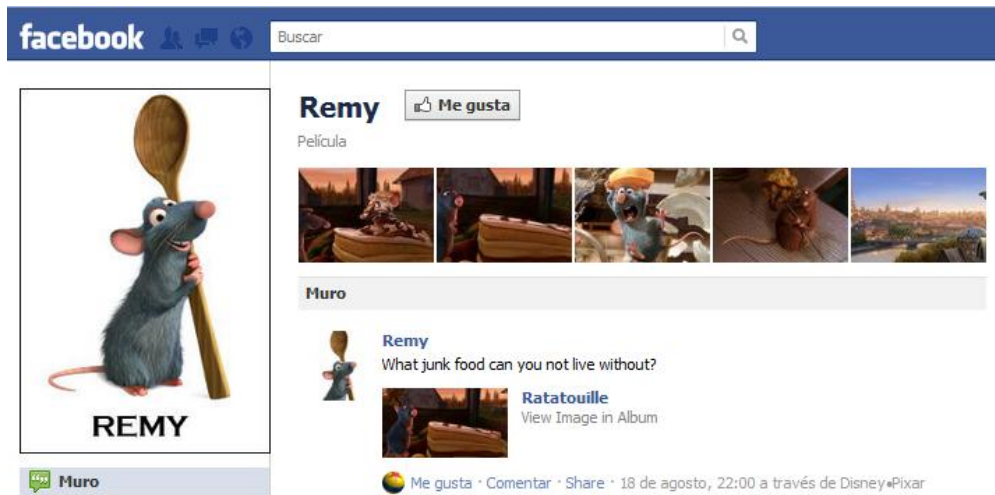 facebook
Buscar
REMY
Muro
Remy
Me gusta
Película
Muro
Remy
What junk food can you not live without?
Ratatouille
View Image in Album
Me gusta · Comentar · Share · 18 de agosto, 22:00 a través de Disney•Pixar